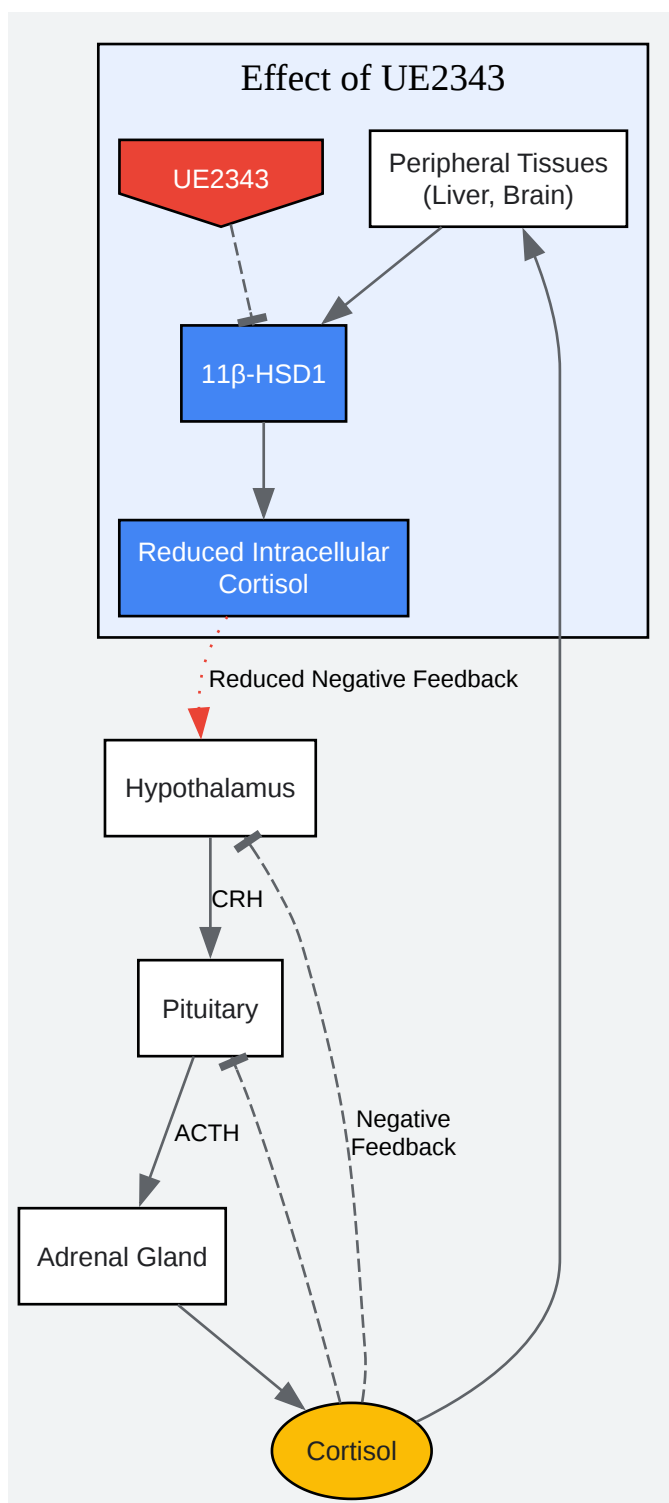 Effect of UE2343
UE2343
Peripheral Tissues
(Liver, Brain)
11β-HSD1
Reduced Intracellular
Cortisol
Reduced Negative Feedback
Hypothalamus
CRH
Pituitary
ACTH
Negative
Feedback
Adrenal Gland
Cortisol